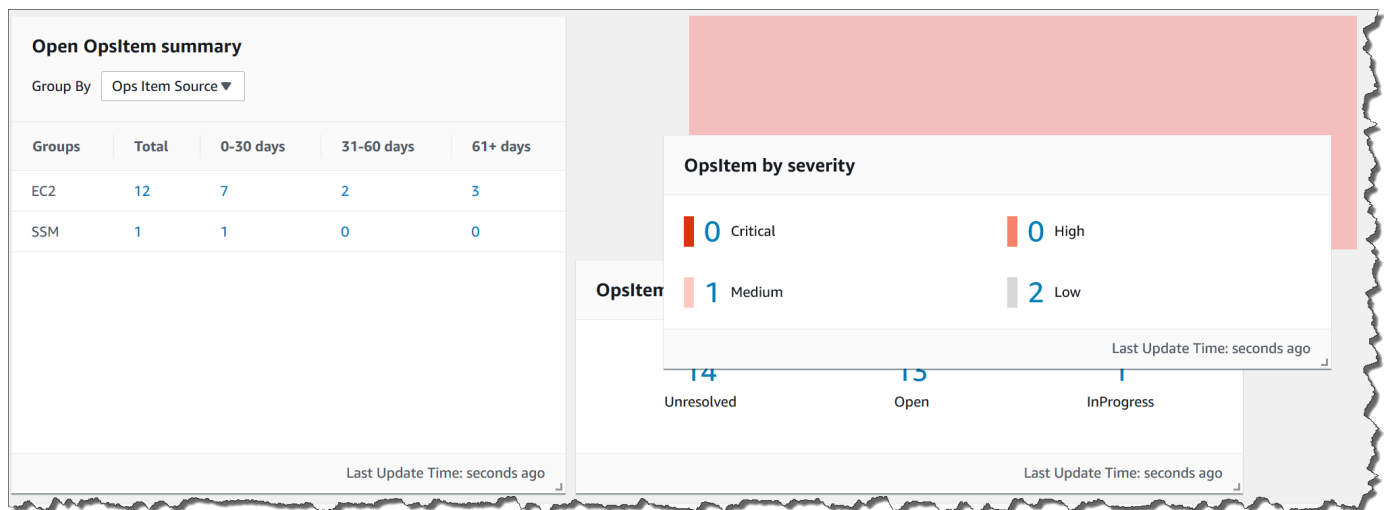 Open OpsItem summary
Group By Ops Item Source
Groups Total 0-30 days 31-60 days 61+ days
EC2 12 7 2 3
SSM 1 1 0 0
Last Update Time: seconds ago
OpsItem by severity
0 Critical
0 High
1 Medium
2 Low
Last Update Time: seconds ago
OpsItem
14 13 1
Unresolved Open InProgress
Last Update Time: seconds ago